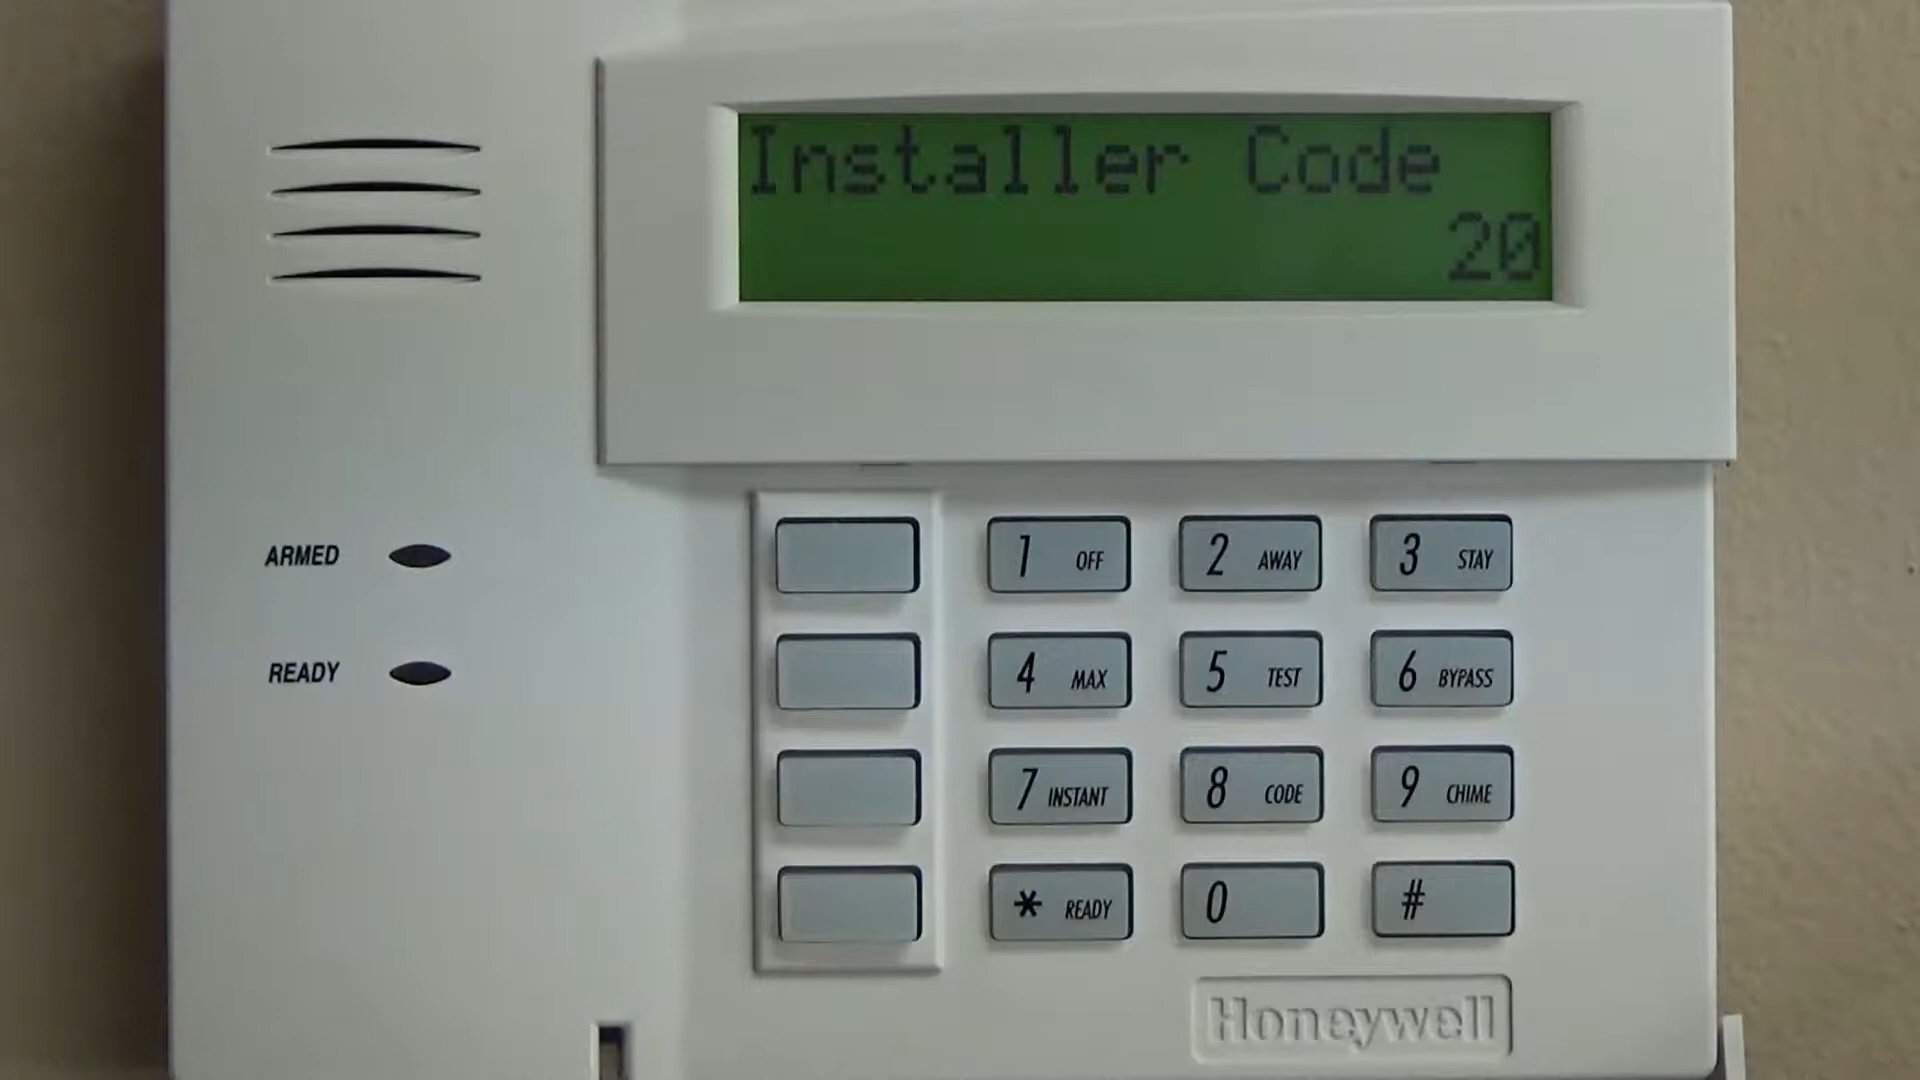 Installer Code
20
ARMED
READY
1 OFF
2 AWAY
3 STAY
4 MAX
5 TEST
6 BYPASS
7 INSTANT
8 CODE
9 CHIME
* READY
0
#
Honeywell